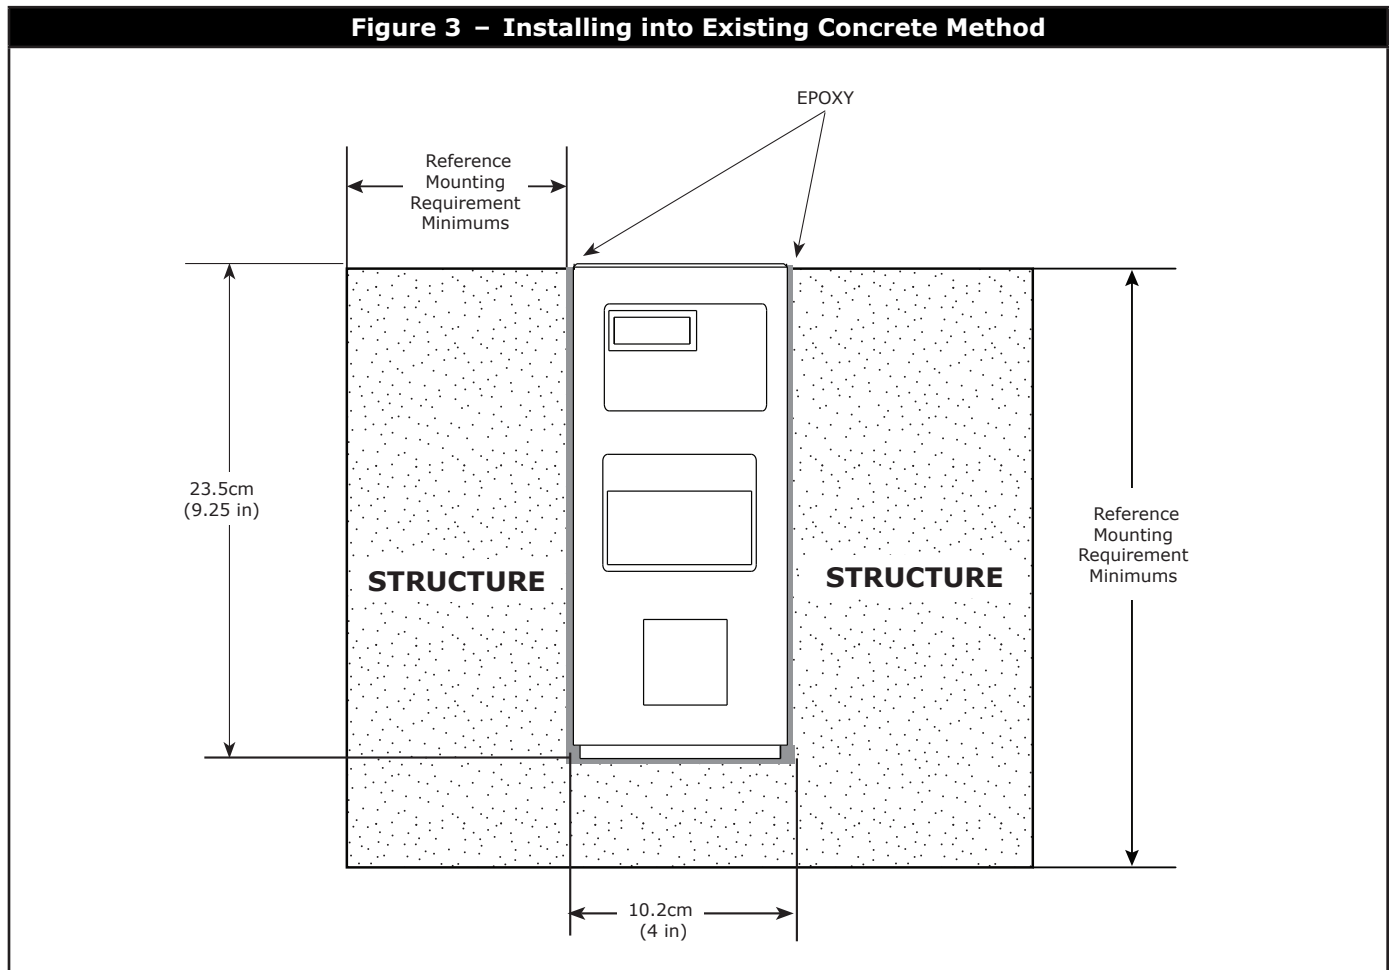 Figure 3 – Installing into Existing Concrete Method
EPOXY
Reference
Mounting
Requirement
Minimums
23.5cm
(9.25 in)
STRUCTURE
STRUCTURE
Reference
Mounting
Requirement
Minimums
10.2cm
(4 in)